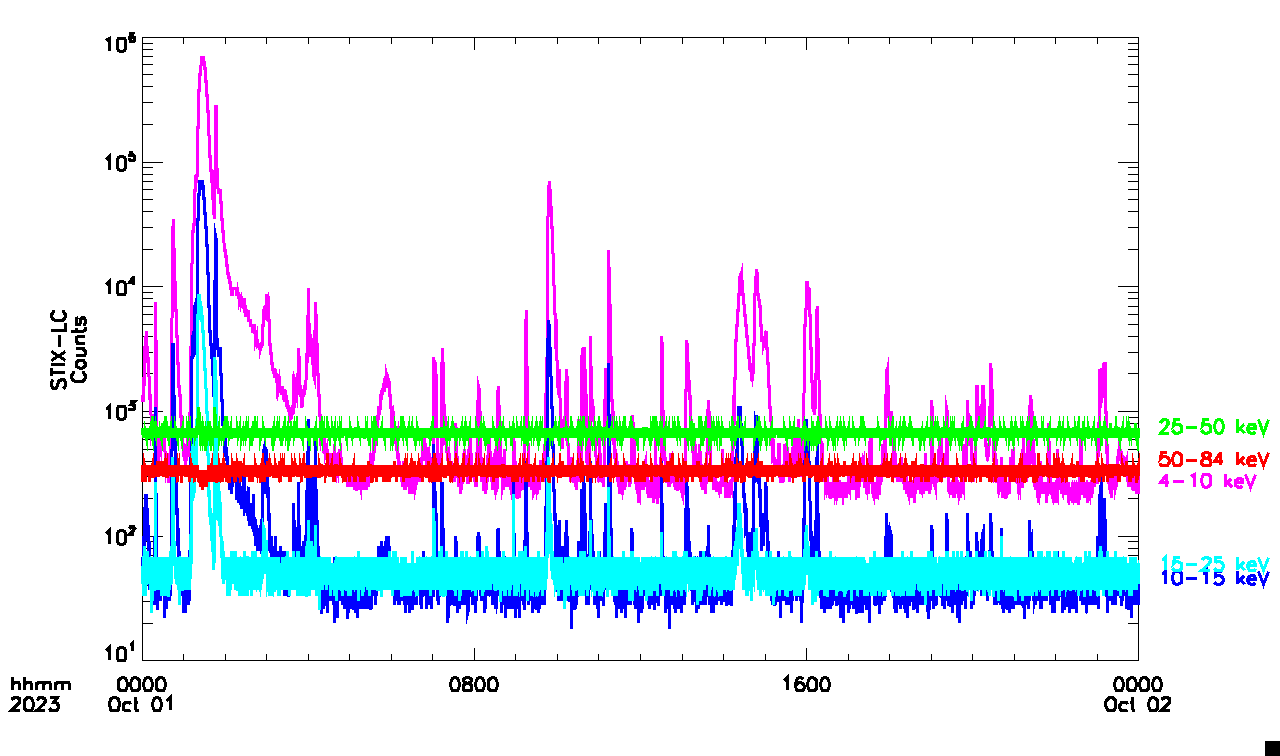 10⁶
10⁵
10⁴
10³
10²
10¹
STIX-LC
Counts
25-50 keV
50-84 keV
4-10 keV
15-25 keV
10-15 keV
hhmm 0000 0800 1600 0000
2023 Oct 01 Oct 02